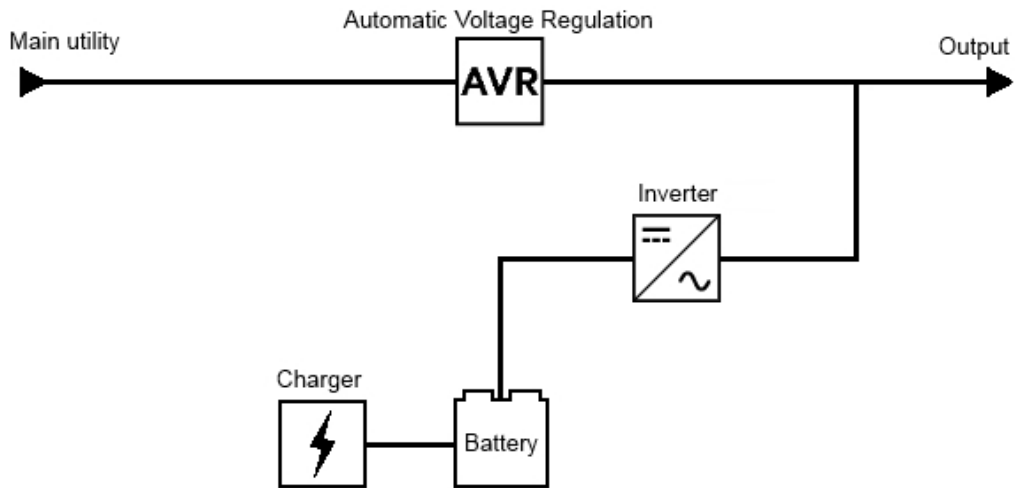 Automatic Voltage Regulation
Main utility
Output
AVR
Inverter
Charger
Battery